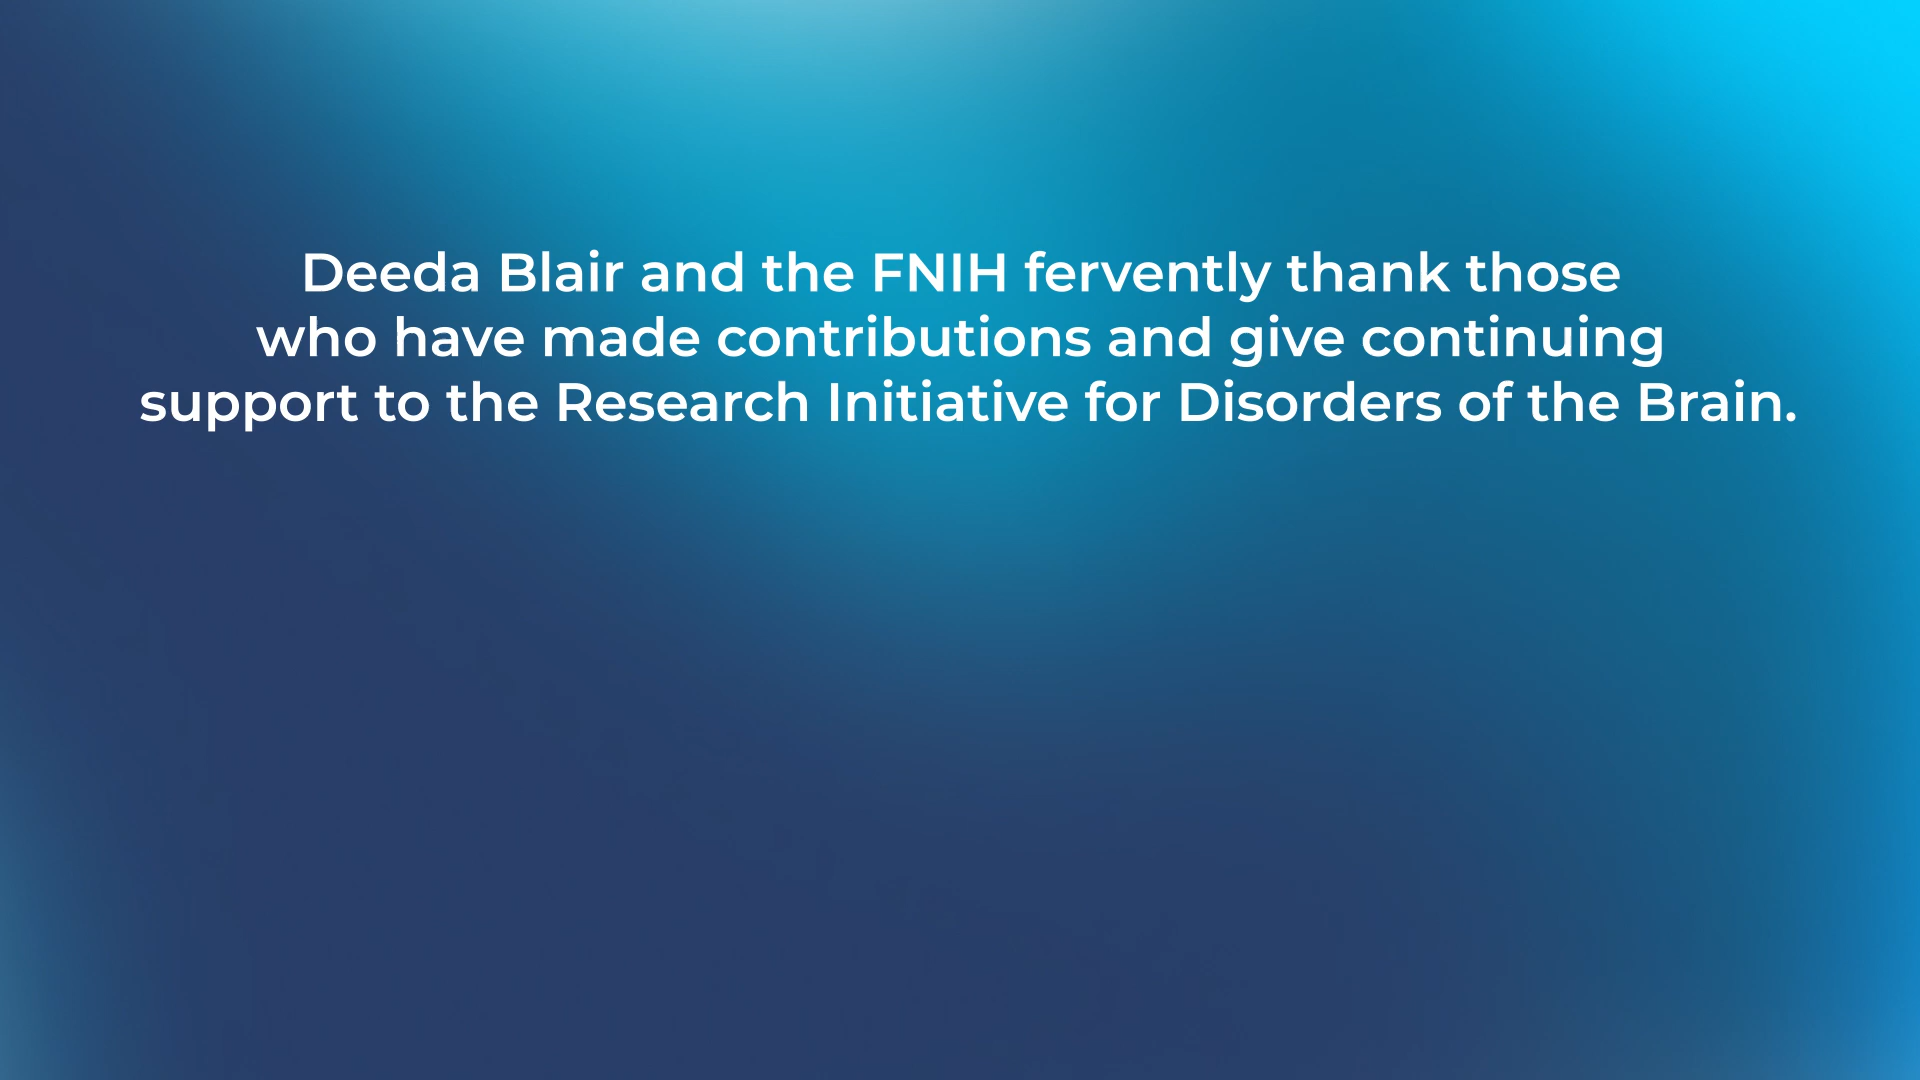 Deeda Blair and the FNIH fervently thank those
who have made contributions and give continuing
support to the Research Initiative for Disorders of the Brain.